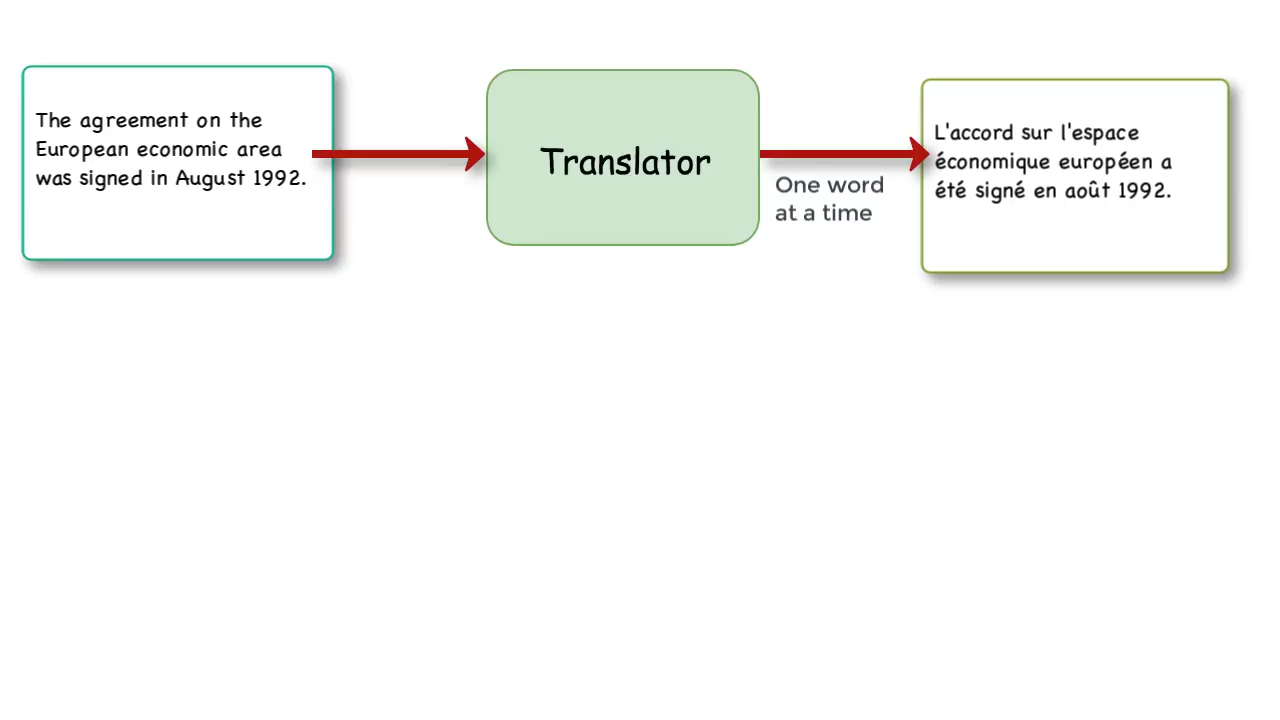 The agreement on the
European economic area
was signed in August 1992.
Translator
One word
at a time
L'accord sur l'espace
économique européen a
été signé en août 1992.